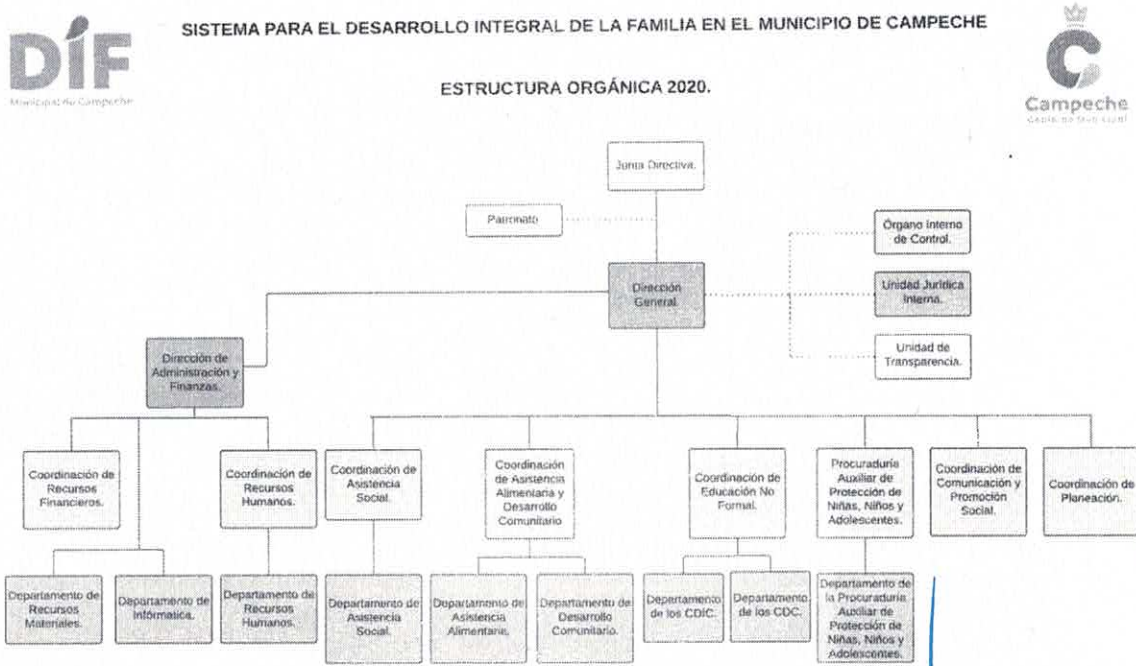 SISTEMA PARA EL DESARROLLO INTEGRAL DE LA FAMILIA EN EL MUNICIPIO DE CAMPECHE
DIF
Municipal de Campeche
ESTRUCTURA ORGÁNICA 2020.
Campeche
Junta Directiva.
Patronato
Órgano Interno
de Control.
Dirección
General.
Unidad Jurídica
Interna.
Unidad de
Transparencia.
Dirección de
Administración y
Finanzas.
Coordinación de
Recursos
Financieros.
Coordinación de
Recursos
Humanos.
Coordinación de
Asistencia
Social.
Coordinación
de Asistencia
Alimentaria y
Desarrollo
Comunitario
Coordinación de
Educación No
Formal.
Procuraduría
Auxiliar de
Protección de
Niñas, Niños y
Adolescentes.
Coordinación de
Comunicación y
Promoción
Social.
Coordinación de
Planeación.
Departamento de
Recursos
Materiales.
Departamento de
Informática.
Departamento de
Recursos
Humanos.
Departamento de
Asistencia
Social.
Departamento de
Asistencia
Alimentaria.
Departamento de
Desarrollo
Comunitario.
Departamento
de los CDIC.
Departamento
de los CDC.
Departamento de
la Procuraduría
Auxiliar de
Protección de
Niñas, Niños y
Adolescentes.